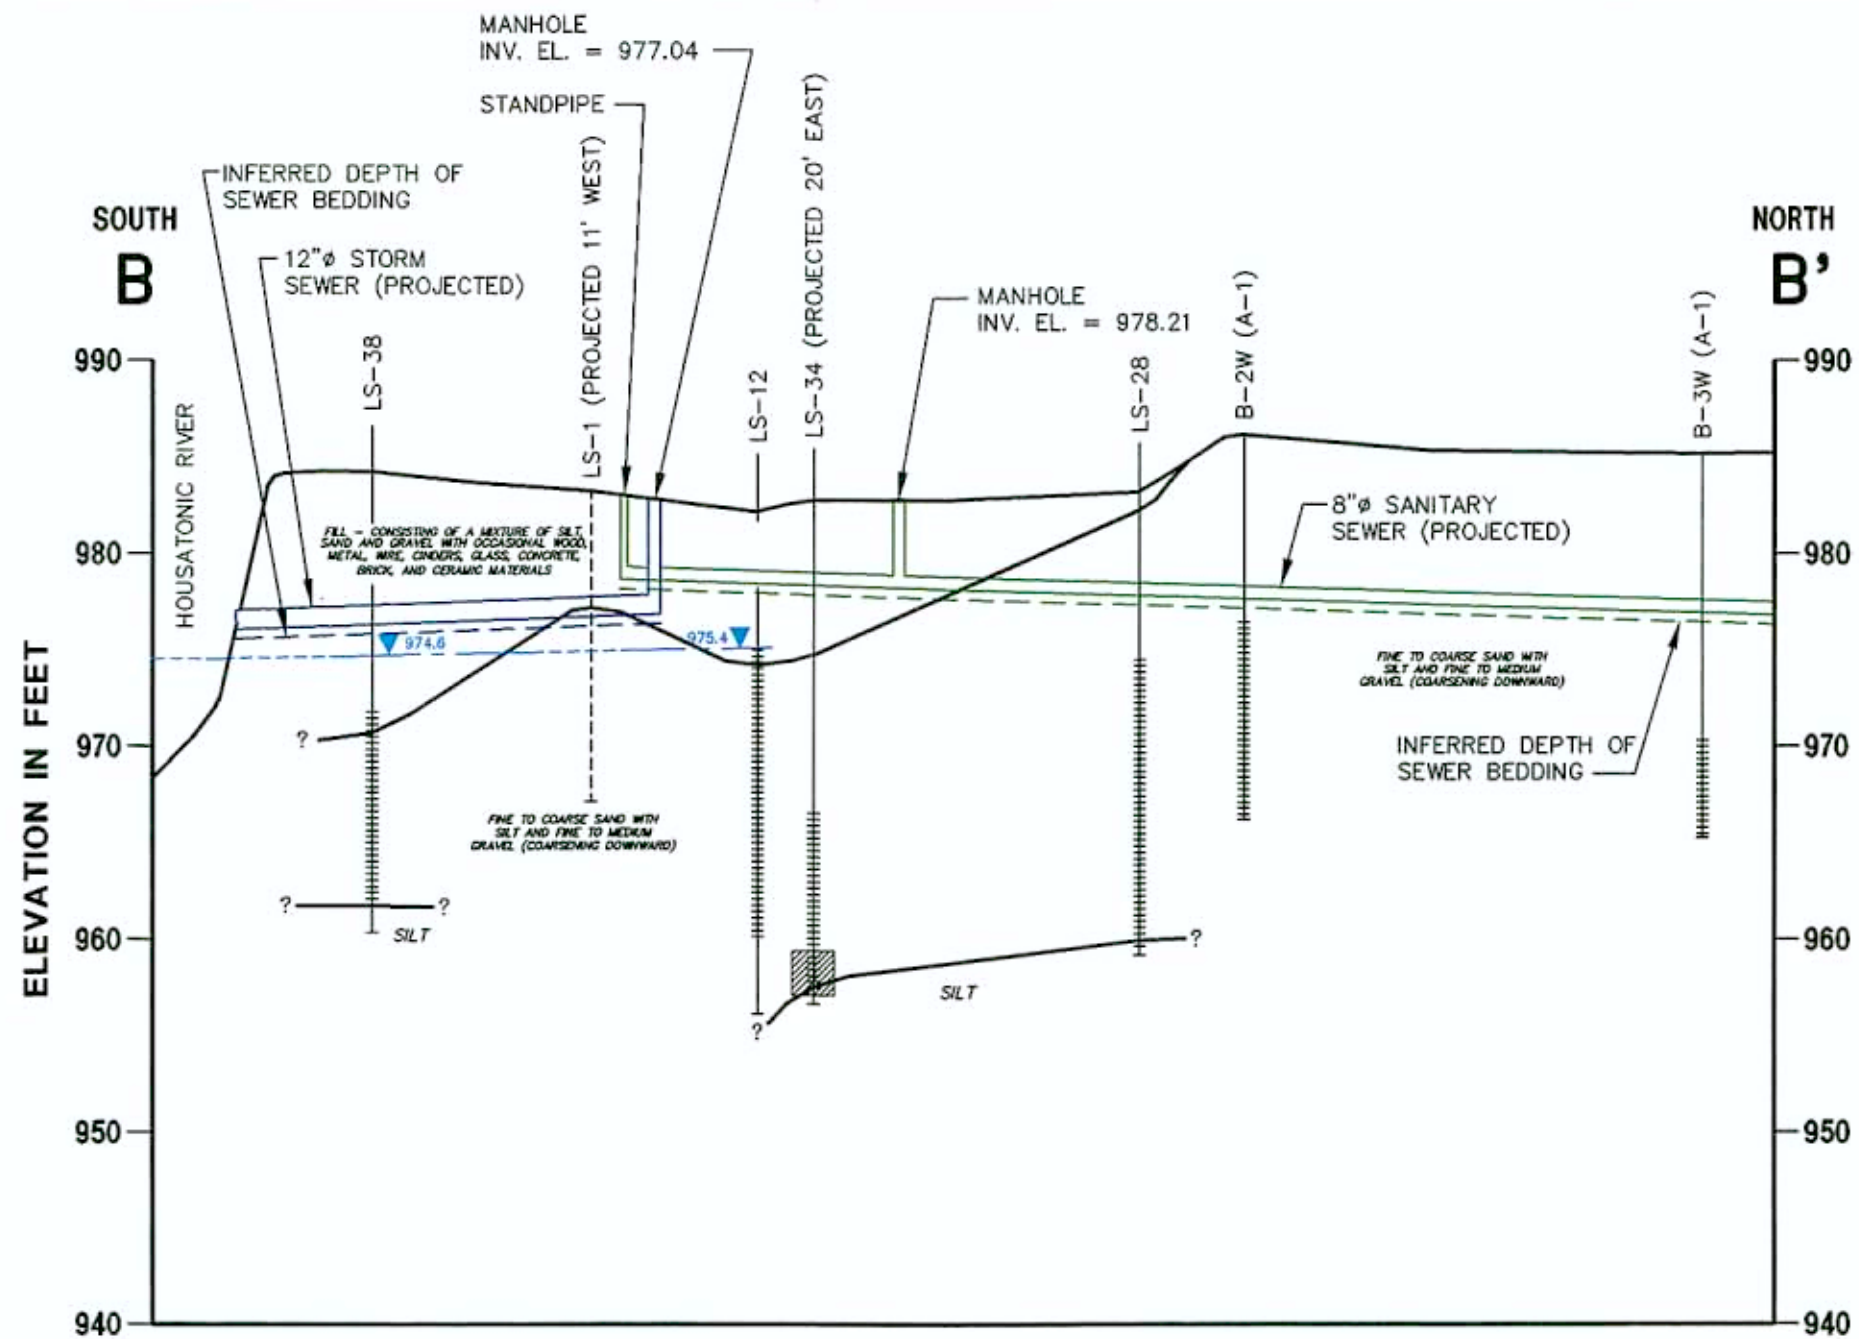 MANHOLE
INV. EL. = 977.04
STANDPIPE
INFERRED DEPTH OF
SEWER BEDDING
SOUTH
B
12"ø STORM
SEWER (PROJECTED)
LS-38
LS-1 (PROJECTED 11' WEST)
LS-12
LS-34 (PROJECTED 20' EAST)
MANHOLE
INV. EL. = 978.21
LS-28
B-2W (A-1)
B-3W (A-1)
NORTH
B'
990
990
HOUSATONIC RIVER
FILL - CONSISTING OF A MIXTURE OF SILT,
SAND AND GRAVEL WITH OCCASIONAL WOOD,
METAL, WIRE, CINDERS, GLASS, CONCRETE,
BRICK, AND CERAMIC MATERIALS
8"ø SANITARY
SEWER (PROJECTED)
980
980
974.6
975.4
FINE TO COARSE SAND WITH
SILT AND FINE TO MEDIUM
GRAVEL (COARSENING DOWNWARD)
ELEVATION IN FEET
?
970
970
INFERRED DEPTH OF
SEWER BEDDING
FINE TO COARSE SAND WITH
SILT AND FINE TO MEDIUM
GRAVEL (COARSENING DOWNWARD)
?
?
SILT
960
960
?
SILT
?
950
950
940
940